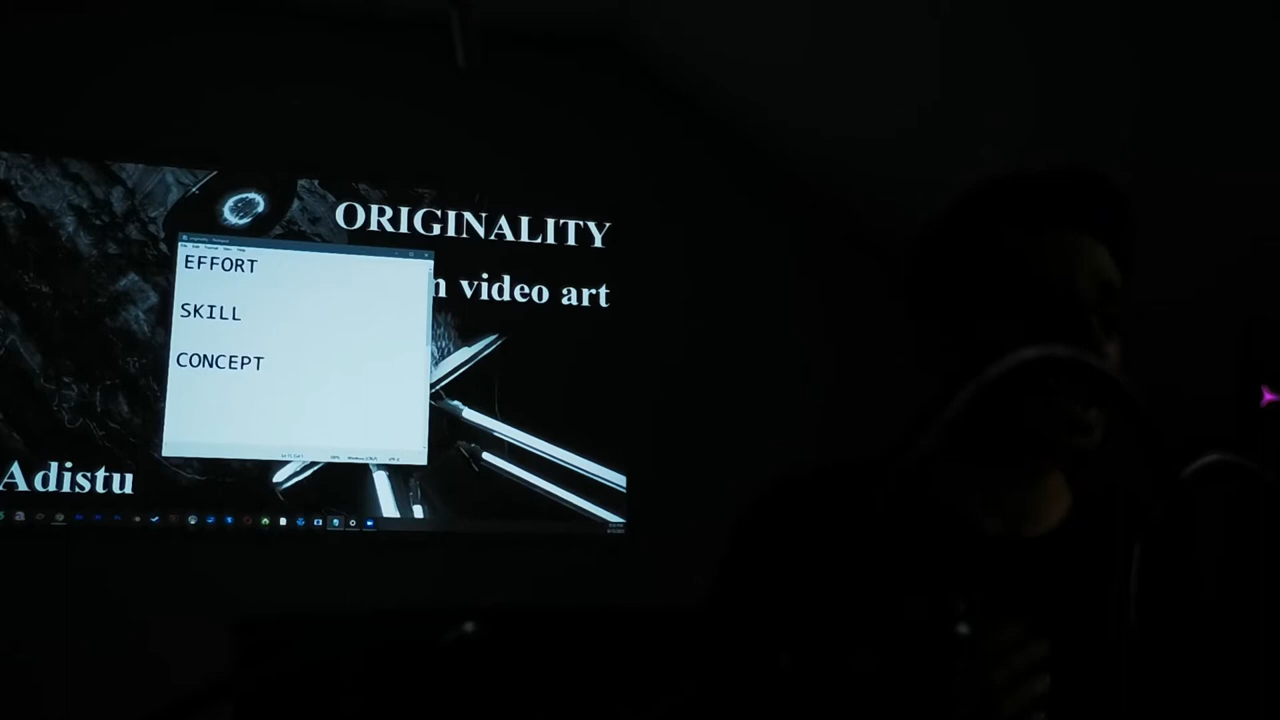 ORIGINALITY
video art
EFFORT
SKILL
CONCEPT
Adistu